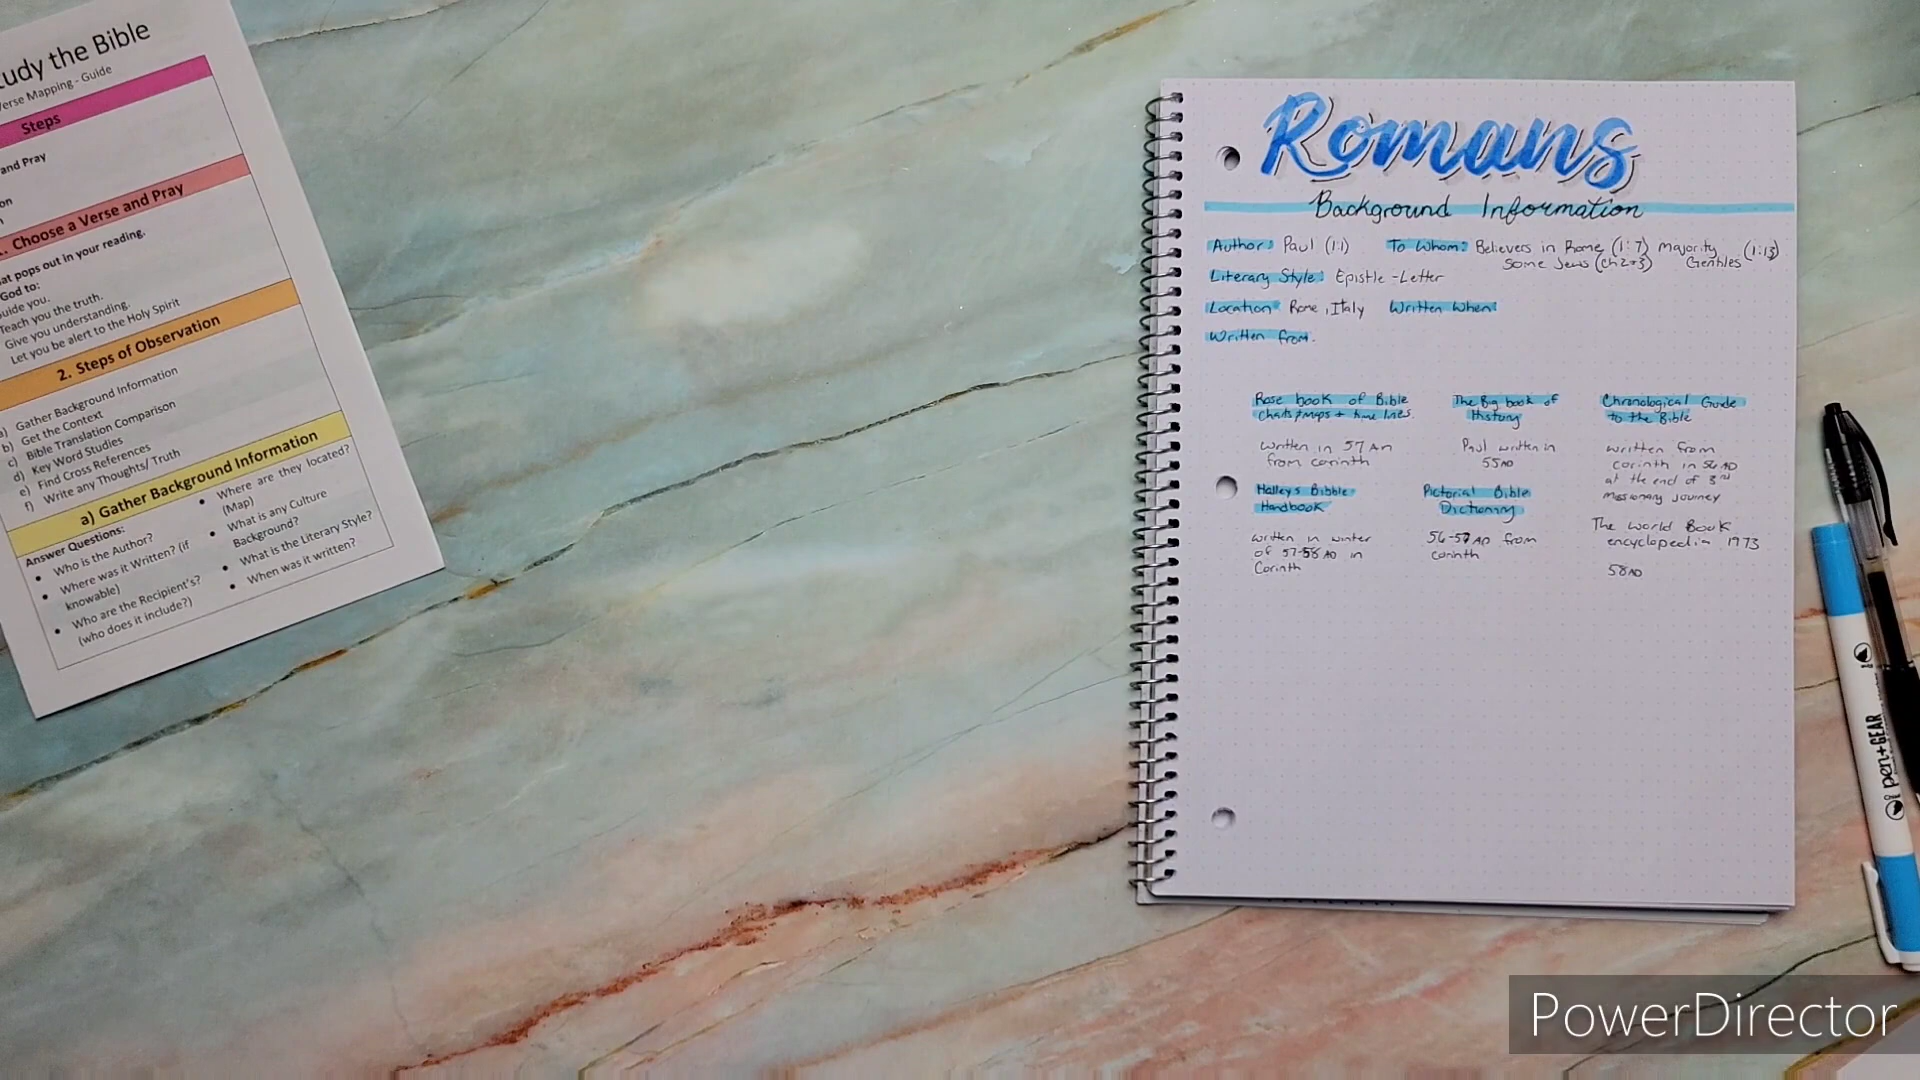 tudy the Bible
Verse Mapping - Guide
Steps
and Pray
on
1. Choose a Verse and Pray
at pops out in your reading.
God to:
uide you.
Teach you the truth.
Give you understanding.
Let you be alert to the Holy Spirit
2. Steps of Observation
a) Gather Background Information
b) Get the Context
c) Bible Translation Comparison
d) Key Word Studies
e) Find Cross References
f) Write any Thoughts/ Truth
a) Gather Background Information
Answer Questions:
• Who is the Author?
• Where was it Written? (if
knowable)
• Who are the Recipient's?
(who does it include?)
• Where are they located?
(Map)
• What is any Culture
Background?
• What is the Literary Style?
• When was it written?
Romans
Background Information
Author: Paul (1:1) To Whom: Believers in Rome (1:7) Majority (1:13)
Some Jews (ch 2+3) Gentiles
Literary Style: Epistle - Letter
Location Rome, Italy Written When:
Written from.
Rose book of Bible
Charts/maps + time lines.
written in 57 AD
from corinth
The Big book of
History
Paul written in
55 AD
Chronological Guide
to the Bible
written from
corinth in 56 AD
at the end of 3rd
missionary journey
Halleys Bibble
Handbook
written in winter
of 57-58 AD in
Corinth
Pictorial Bible
Dictionary
56-57 AD from
corinth
The World Book
encyclopedia 1973
58 AD
pen+GEAR
PowerDirector